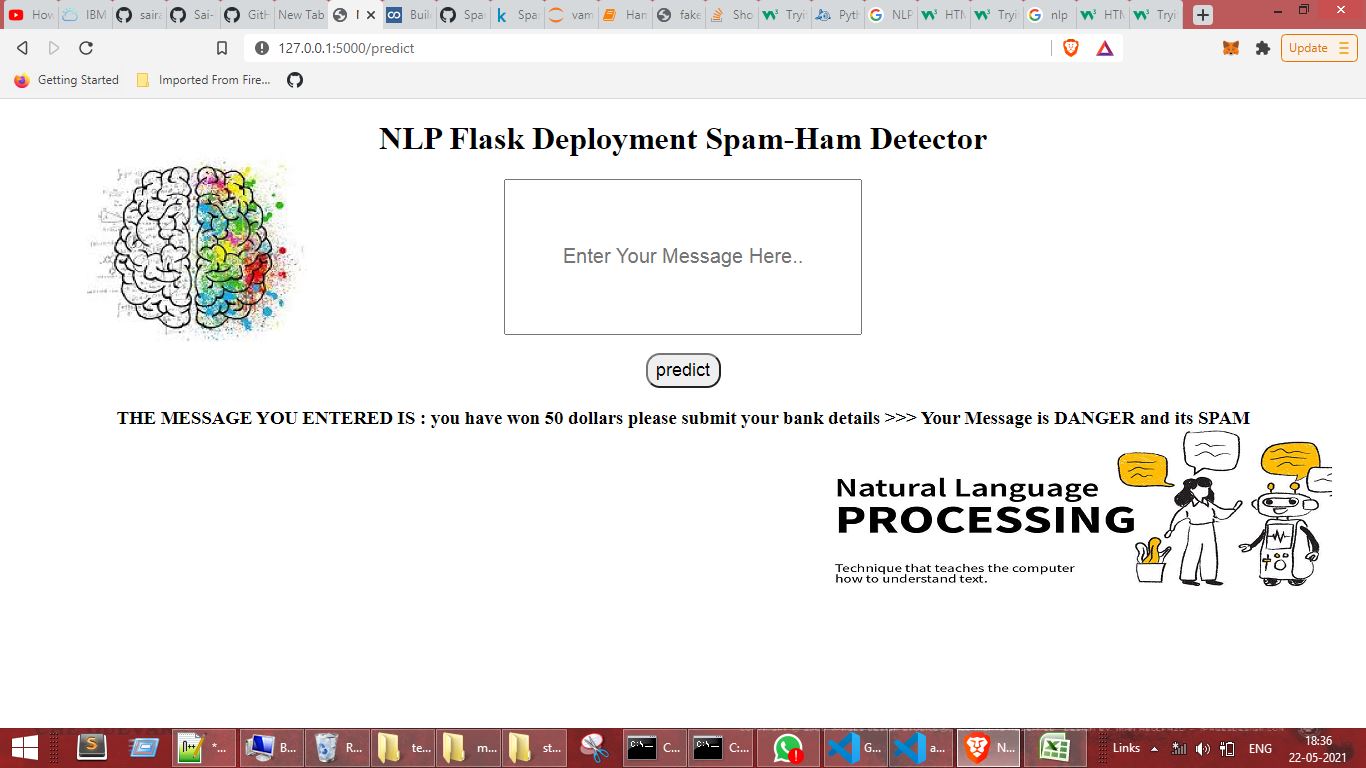 How
IBM
saira
Sai-
GitH
New Tab
Buil
Spar
Spa
vam
Han
fake
Sho
Tryi
Pyth
NLP
HTM
Tryi
nlp
HTM
Tryi
127.0.0.1:5000/predict
Update
Getting Started
Imported From Fire...
NLP Flask Deployment Spam-Ham Detector
Enter Your Message Here..
predict
THE MESSAGE YOU ENTERED IS : you have won 50 dollars please submit your bank details >>> Your Message is DANGER and its SPAM
Natural Language
PROCESSING
Technique that teaches the computer
how to understand text.
*...
B...
R...
te...
m...
st...
C...
C:...
G...
a...
N...
Links
ENG
18:36
22-05-2021